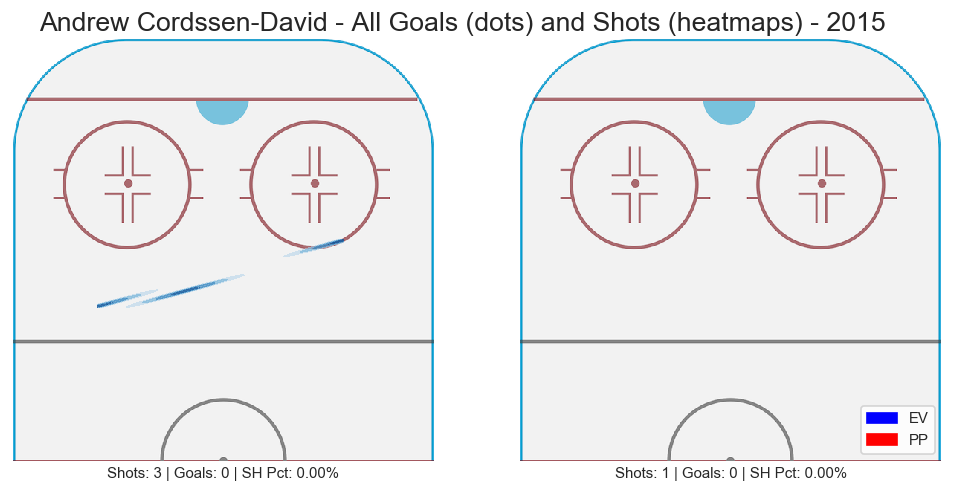 Andrew Cordssen-David - All Goals (dots) and Shots (heatmaps) - 2015
EV
PP
Shots: 3 | Goals: 0 | SH Pct: 0.00%
Shots: 1 | Goals: 0 | SH Pct: 0.00%